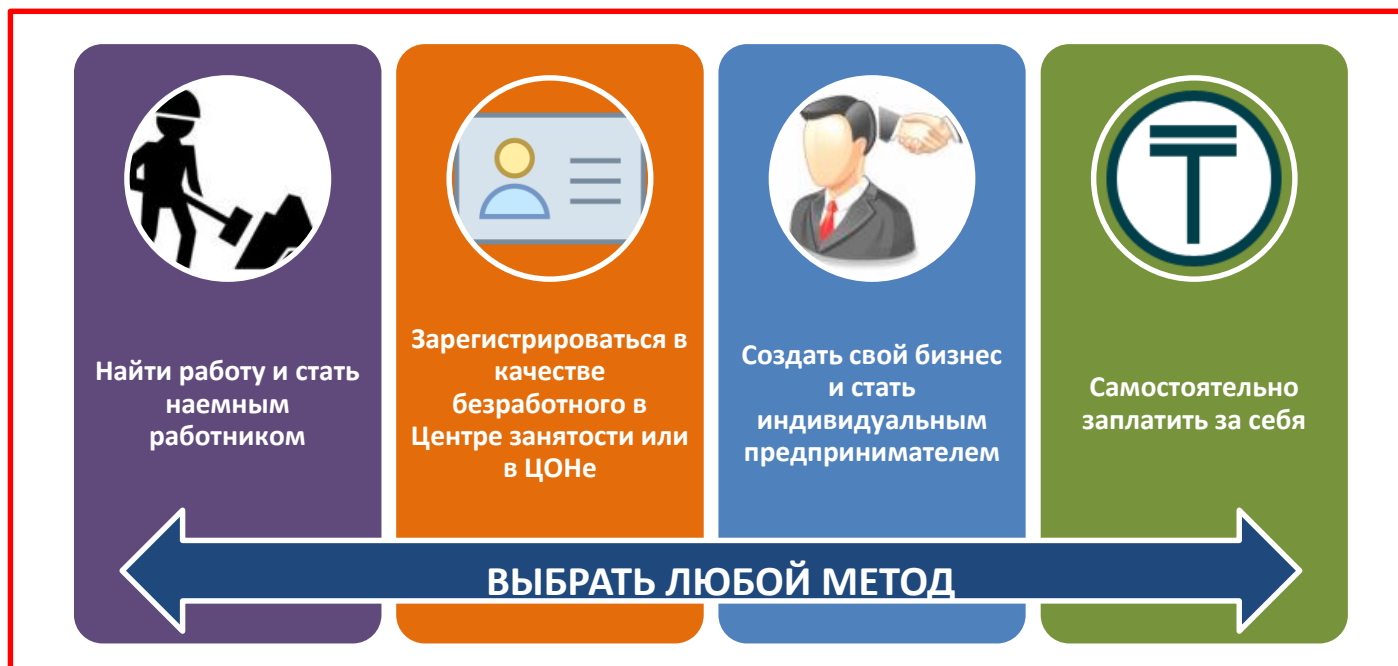 Найти работу и стать
наемным
работником
Зарегистрироваться в
качестве
безработного в
Центре занятости или
в ЦОНе
Создать свой бизнес
и стать
индивидуальным
предпринимателем
Самостоятельно
заплатить за себя
ВЫБРАТЬ ЛЮБОЙ МЕТОД